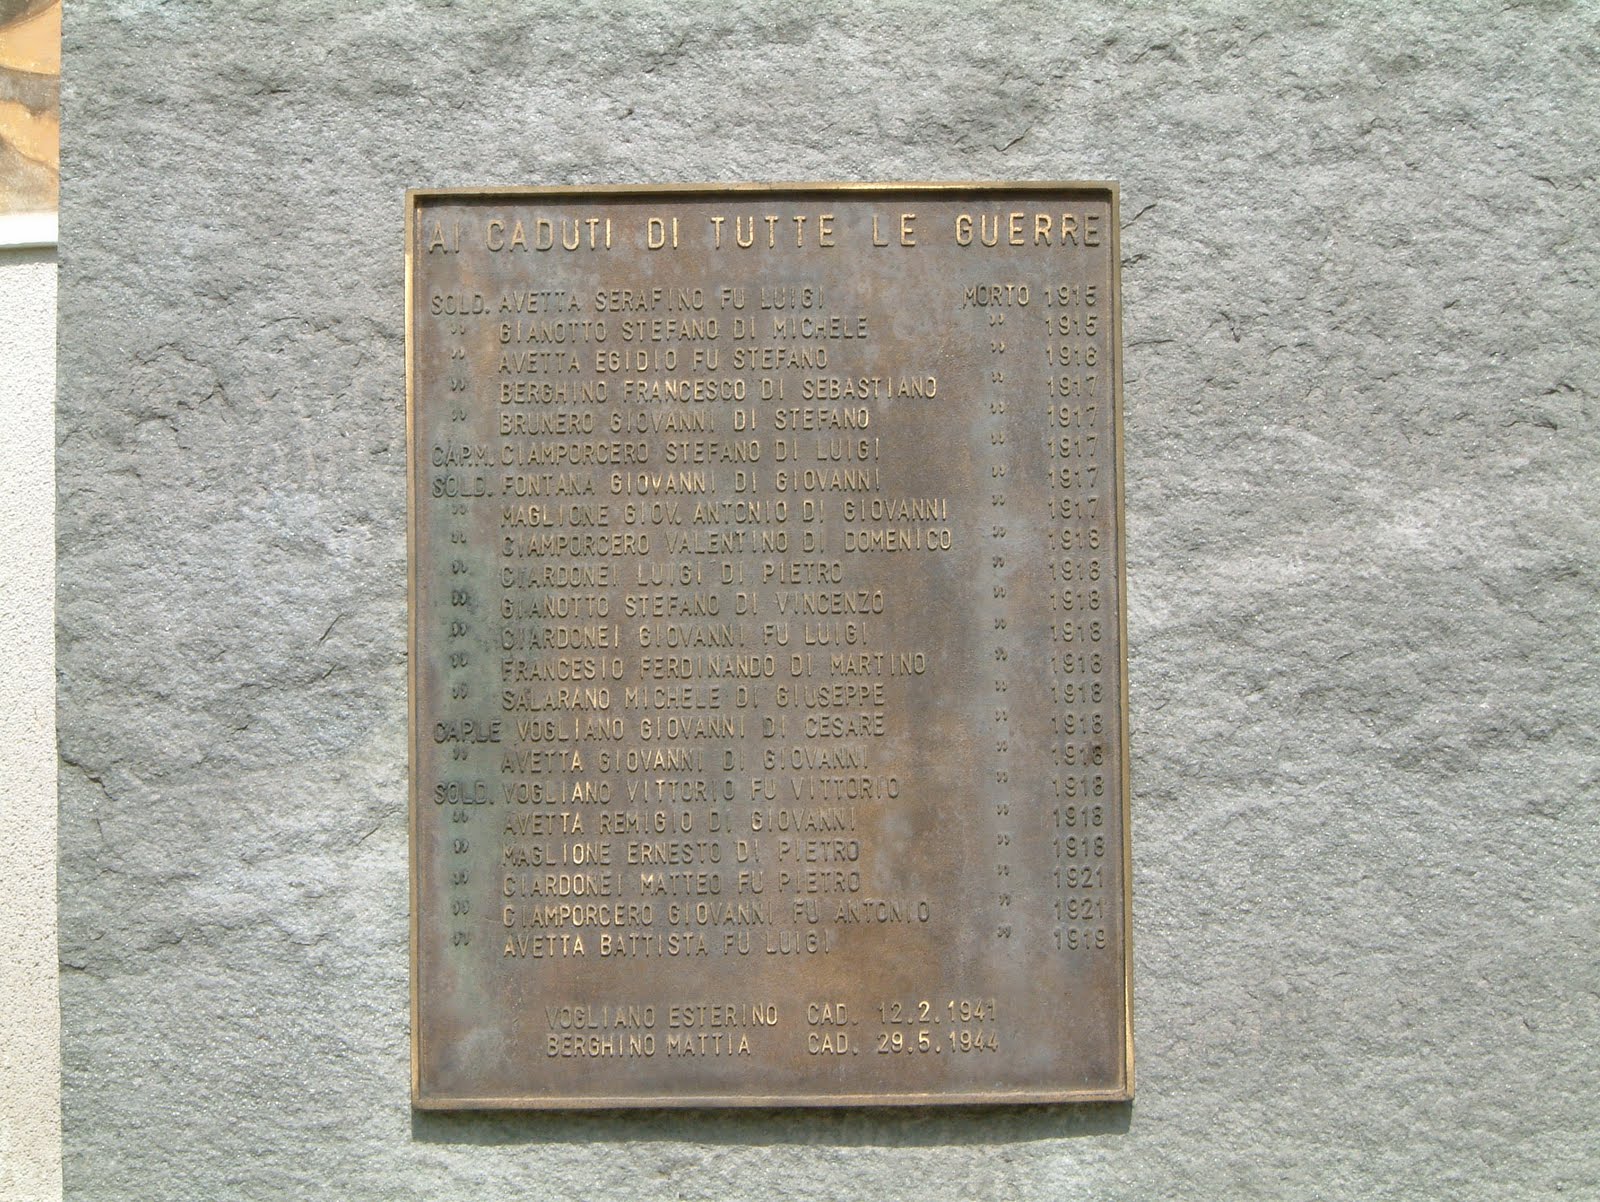 AI CADUTI DI TUTTE LE GUERRE
SOLD. AVETTA SERAFINO FU LUIGI MORTO 1915
" GIANOTTO STEFANO DI MICHELE " 1915
" AVETTA EGIDIO FU STEFANO " 1916
" BERGHINO FRANCESCO DI SEBASTIANO " 1917
" BRUNERO GIOVANNI DI STEFANO " 1917
CAP.M. CIAMPORCERO STEFANO DI LUIGI " 1917
SOLD. FONTANA GIOVANNI DI GIOVANNI " 1917
" MAGLIONE GIOV. ANTONIO DI GIOVANNI " 1917
" CIAMPORCERO VALENTINO DI DOMENICO " 1918
" CIARDONEI LUIGI DI PIETRO " 1918
" GIANOTTO STEFANO DI VINCENZO " 1918
" CIARDONEI GIOVANNI FU LUIGI " 1918
" FRANCESIO FERDINANDO DI MARTINO " 1918
" SALARANO MICHELE DI GIUSEPPE " 1918
CAP.LE VOGLIANO GIOVANNI DI CESARE " 1918
" AVETTA GIOVANNI DI GIOVANNI " 1918
SOLD. VOGLIANO VITTORIO FU VITTORIO " 1918
" AVETTA REMIGIO DI GIOVANNI " 1918
" MAGLIONE ERNESTO DI PIETRO " 1918
" CIARDONEI MATTEO FU PIETRO " 1921
" CIAMPORCERO GIOVANNI FU ANTONIO " 1921
" AVETTA BATTISTA FU LUIGI " 1919
VOGLIANO ESTERINO CAD. 12.2.1941
BERGHINO MATTIA CAD. 29.5.1944